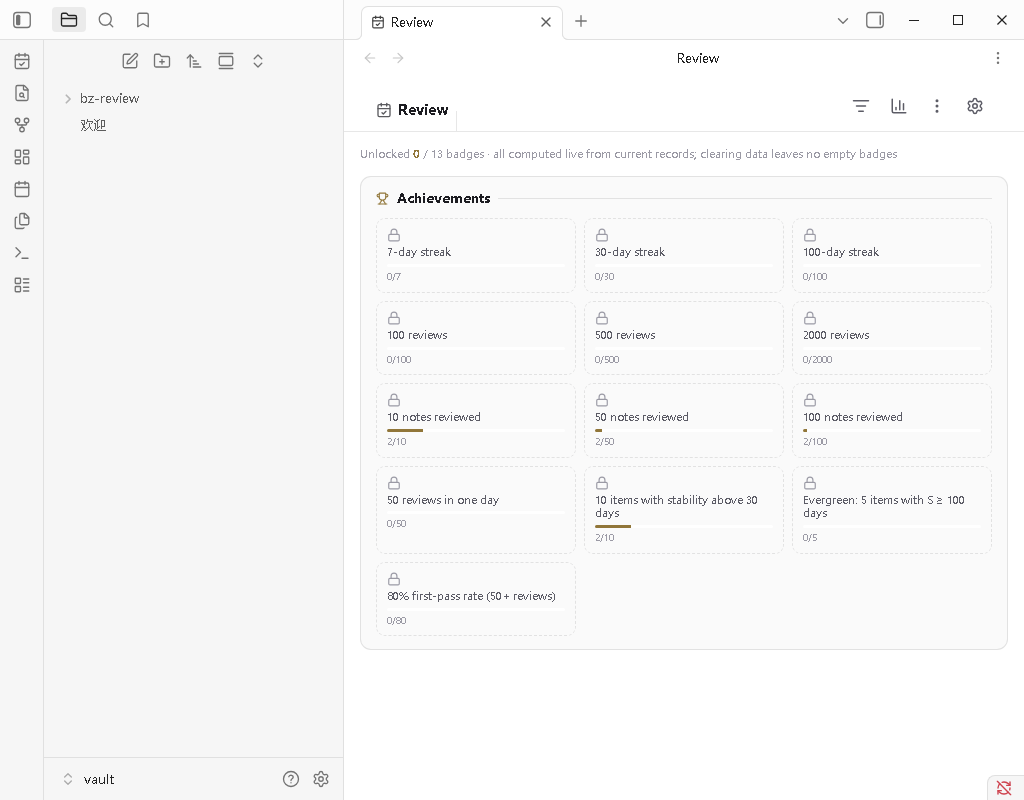 Review
Review
bz-review
欢迎
Review
Unlocked 0 / 13 badges · all computed live from current records; clearing data leaves no empty badges
Achievements
7-day streak
0/7
30-day streak
0/30
100-day streak
0/100
100 reviews
0/100
500 reviews
0/500
2000 reviews
0/2000
10 notes reviewed
2/10
50 notes reviewed
2/50
100 notes reviewed
2/100
50 reviews in one day
0/50
10 items with stability above 30
days
2/10
Evergreen: 5 items with S ≥ 100
days
0/5
80% first-pass rate (50+ reviews)
0/80
vault